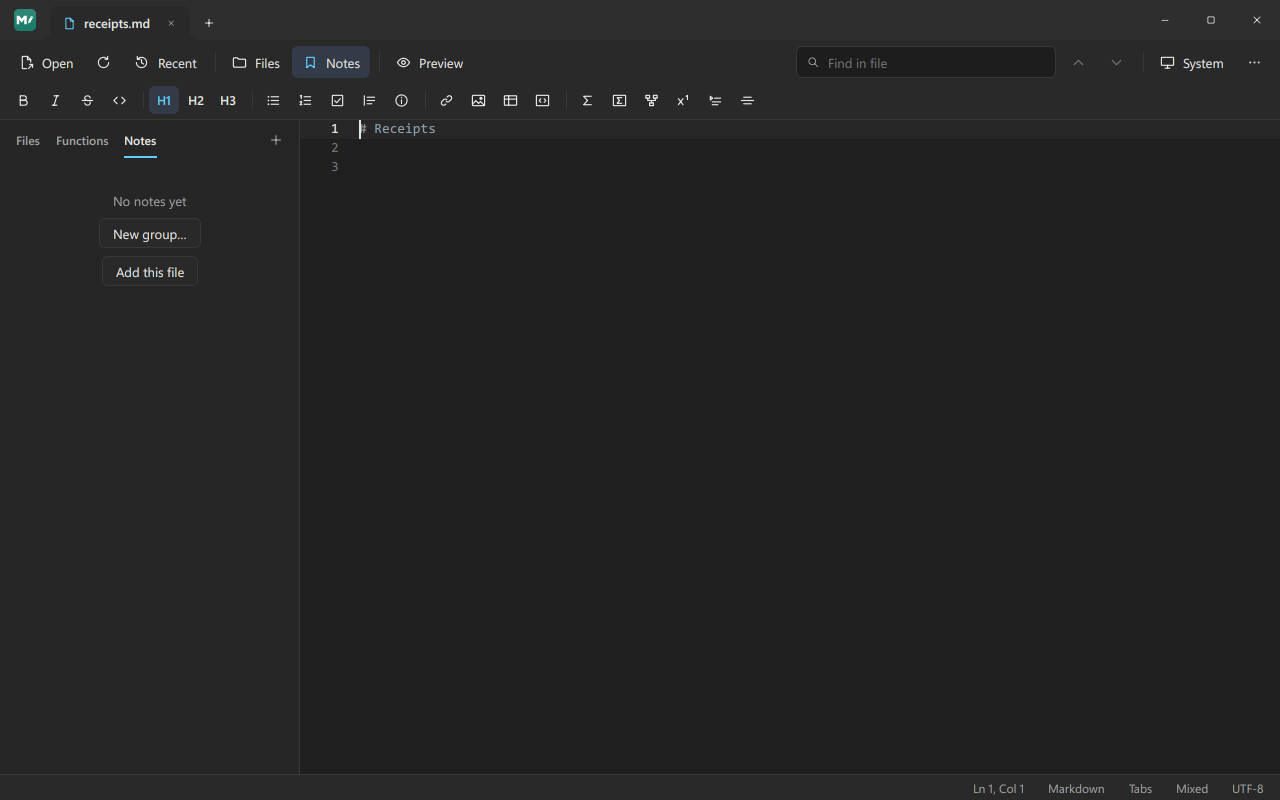 receipts.md
Open
Recent
Files
Notes
Preview
Find in file
System
H1
H2
H3
x¹
Files
Functions
Notes
No notes yet
New group...
Add this file
1
# Receipts
2
3
Ln 1, Col 1
Markdown
Tabs
Mixed
UTF-8